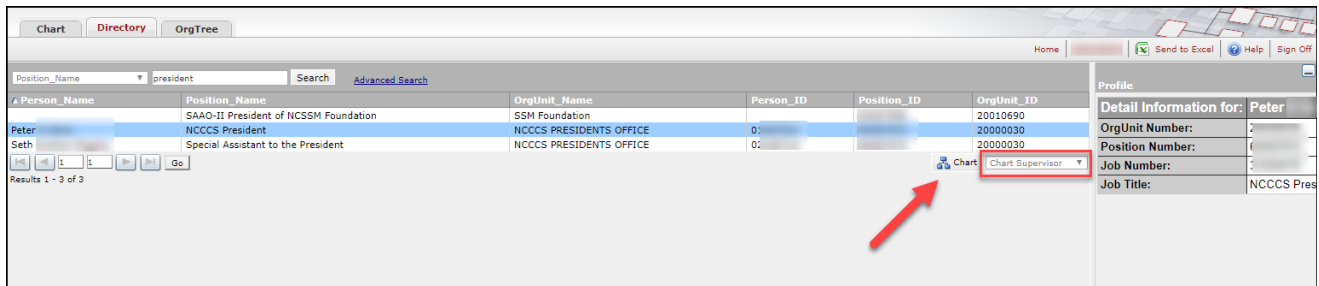 Chart Directory OrgTree
Home Send to Excel Help Sign Off
Position_Name president Search Advanced Search
Profile
Person_Name Position_Name OrgUnit_Name Person_ID Position_ID OrgUnit_ID
Detail Information for: Peter
SAAO-II President of NCSSM Foundation SSM Foundation 20010690
Peter NCCCS President NCCCS PRESIDENTS OFFICE 20000030
OrgUnit Number:
Seth Special Assistant to the President NCCCS PRESIDENTS OFFICE 02 20000030
Position Number:
1 1 Go Chart Chart Supervisor
Job Number:
Results 1 - 3 of 3
Job Title: NCCCS Pres